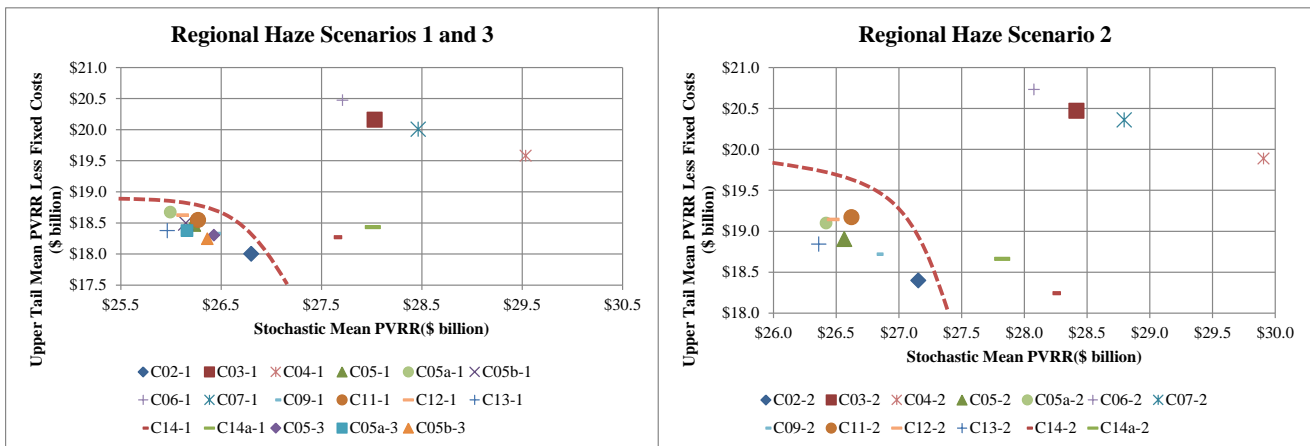 Regional Haze Scenarios 1 and 3
Upper Tail Mean PVRR Less Fixed Costs
($ billion)
$21.0
$20.5
$20.0
$19.5
$19.0
$18.5
$18.0
$17.5
$25.5 $26.5 $27.5 $28.5 $29.5 $30.5
Stochastic Mean PVRR($ billion)
C02-1 C03-1 C04-1 C05-1 C05a-1 C05b-1
C06-1 C07-1 C09-1 C11-1 C12-1 C13-1
C14-1 C14a-1 C05-3 C05a-3 C05b-3
Regional Haze Scenario 2
Upper Tail Mean PVRR Less Fixed Costs
($ billion)
$21.0
$20.5
$20.0
$19.5
$19.0
$18.5
$18.0
$26.0 $26.5 $27.0 $27.5 $28.0 $28.5 $29.0 $29.5 $30.0
Stochastic Mean PVRR($ billion)
C02-2 C03-2 C04-2 C05-2 C05a-2 C06-2 C07-2
C09-2 C11-2 C12-2 C13-2 C14-2 C14a-2